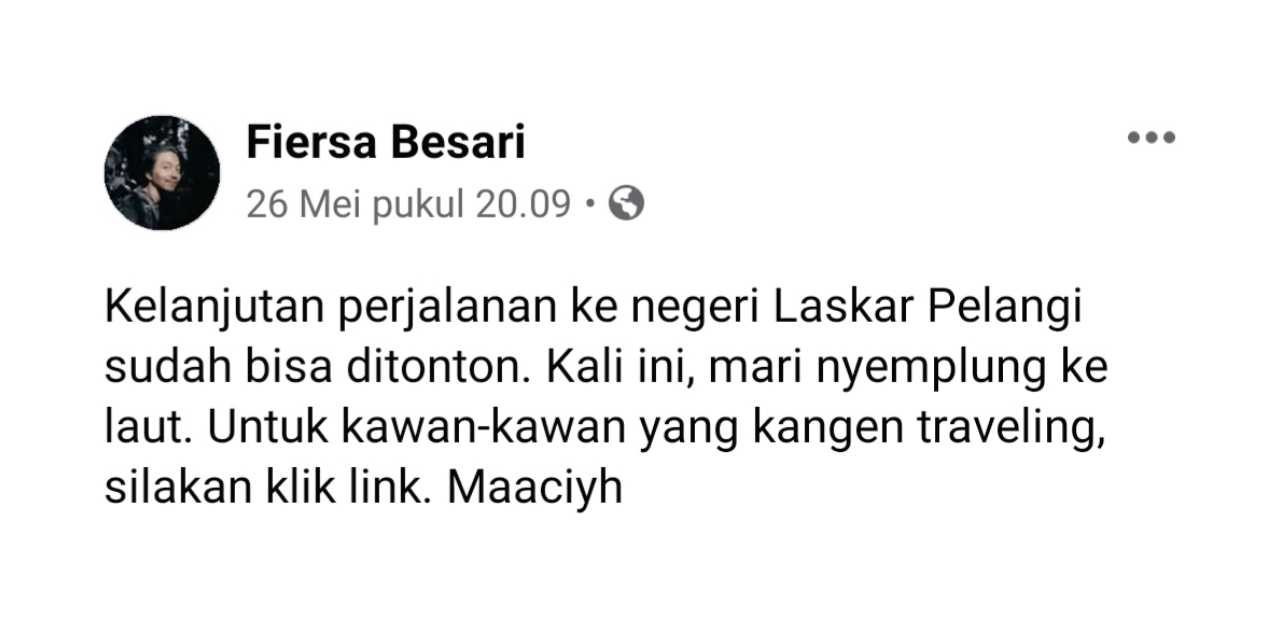 Fiersa Besari
26 Mei pukul 20.09 •
Kelanjutan perjalanan ke negeri Laskar Pelangi
sudah bisa ditonton. Kali ini, mari nyemplung ke
laut. Untuk kawan-kawan yang kangen traveling,
silakan klik link. Maaciyh